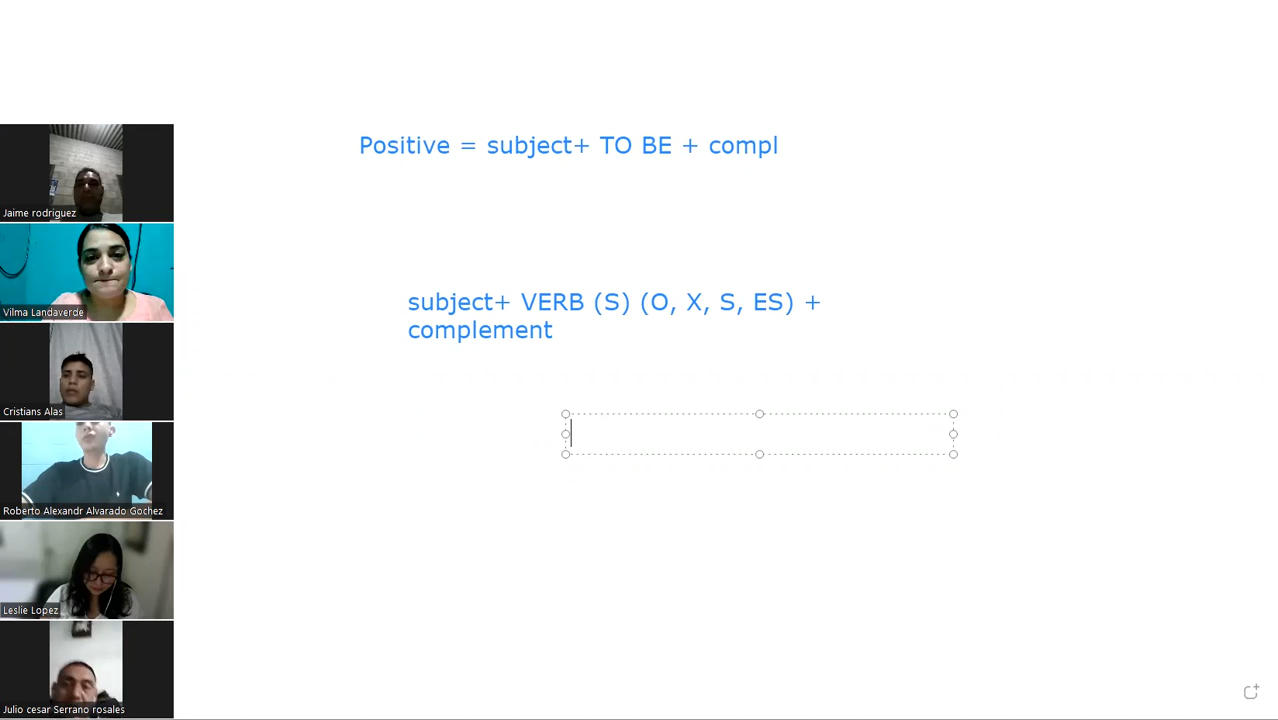 Positive = subject+ TO BE + compl
subject+ VERB (S) (O, X, S, ES) +
complement
Jaime rodriguez
Vilma Landaverde
Cristians Alas
Roberto Alexandr Alvarado Gochez
Leslie Lopez
Julio cesar Serrano rosales